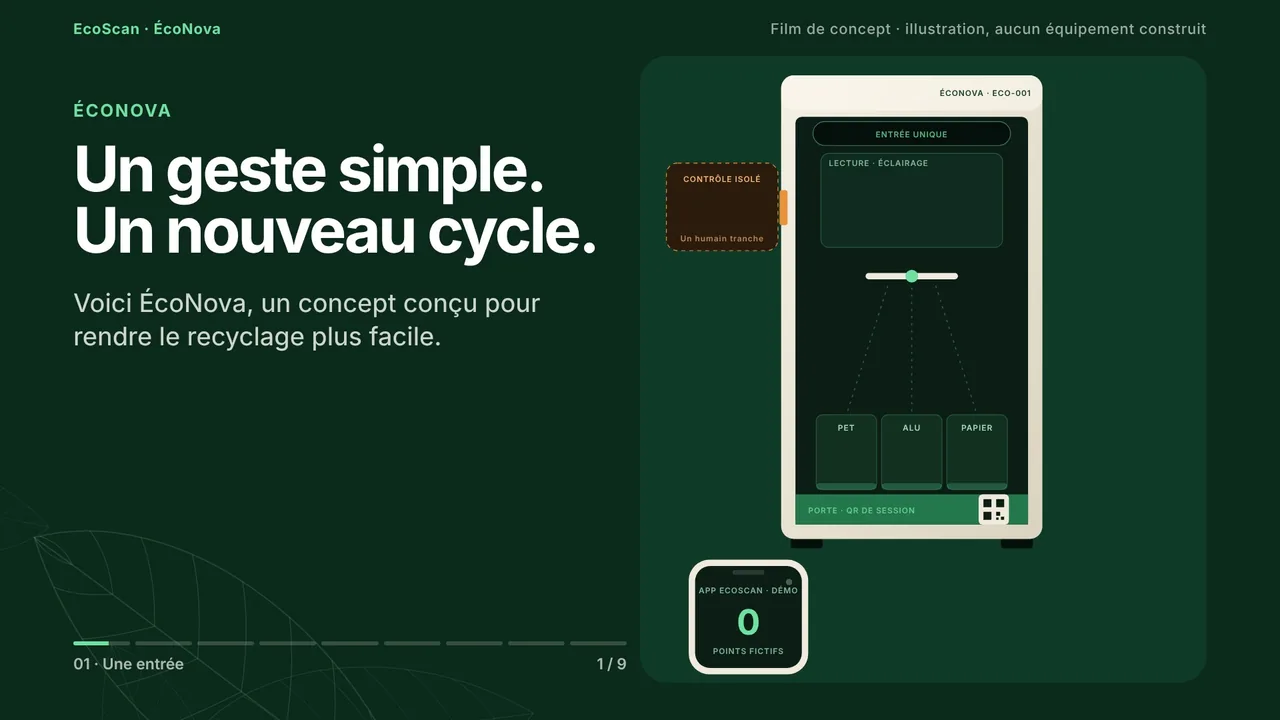 EcoScan · ÉcoNova
Film de concept · illustration, aucun équipement construit
ÉCONOVA
Un geste simple.
Un nouveau cycle.
Voici ÉcoNova, un concept conçu pour
rendre le recyclage plus facile.
01 · Une entrée
1 / 9
ÉCONOVA · ECO-001
ENTRÉE UNIQUE
LECTURE · ÉCLAIRAGE
CONTRÔLE ISOLÉ
Un humain tranche
PET
ALU
PAPIER
PORTE · QR DE SESSION
APP ECOSCAN · DÉMO
0
POINTS FICTIFS